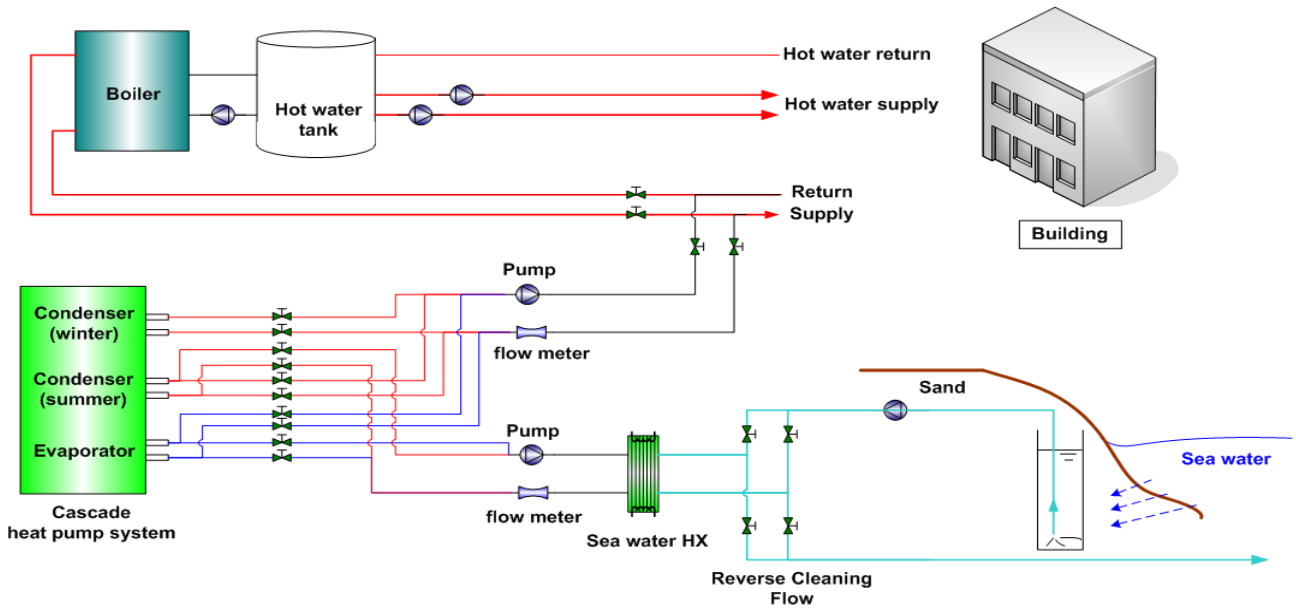 Boiler
Hot water
tank
Hot water return
Hot water supply
Return
Supply
Building
Condenser
(winter)
Condenser
(summer)
Evaporator
Cascade
heat pump system
Pump
flow meter
Pump
flow meter
Sea water HX
Reverse Cleaning
Flow
Sand
Sea water